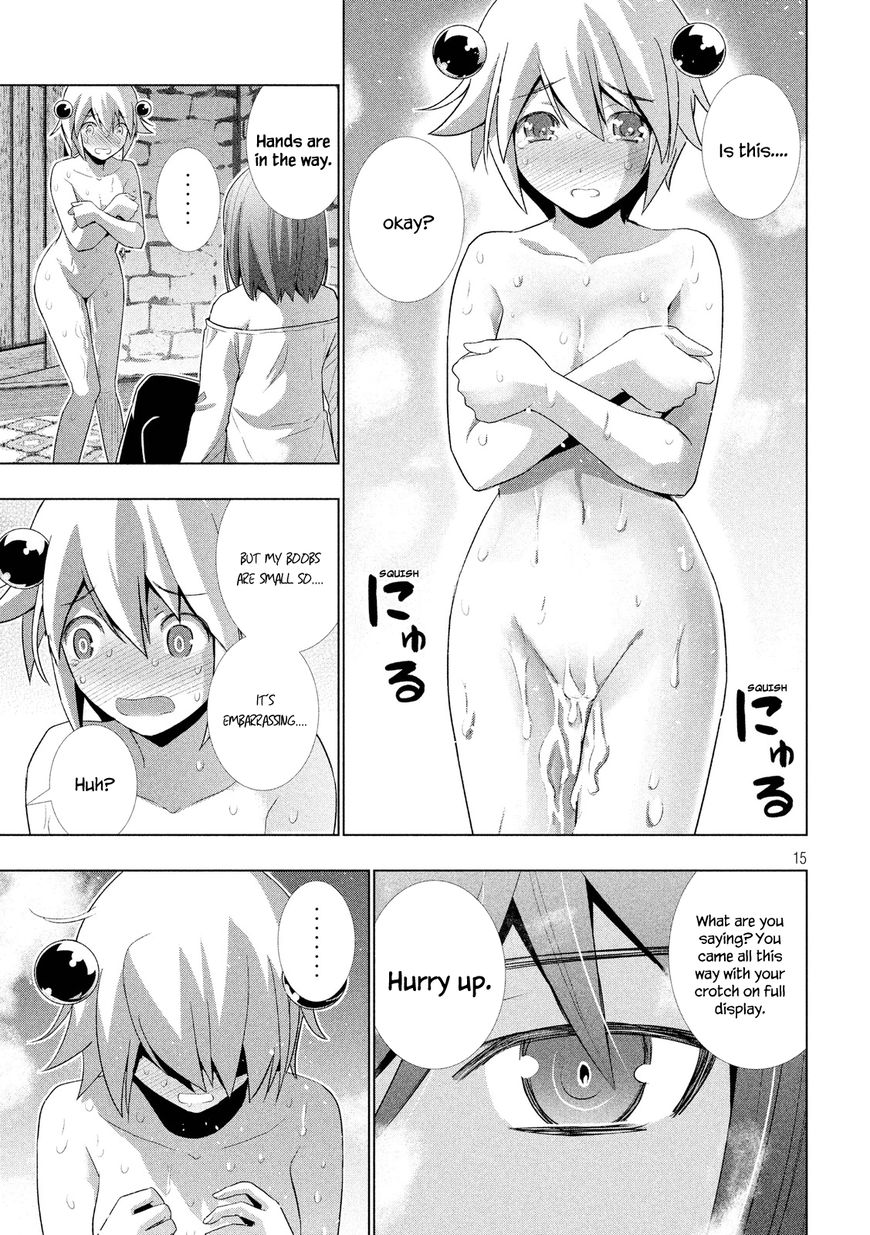 Is this....
okay?
SQUISH
にゅる
SQUISH
にゅる
Hands are
in the way.
. . . . .
BUT MY BOOBS
ARE SMALL SO....
IT'S
EMBARRASSING....
Huh?
15
What are you
saying? You
came all this
way with your
crotch on full
display.
Hurry up.
. . . . . .